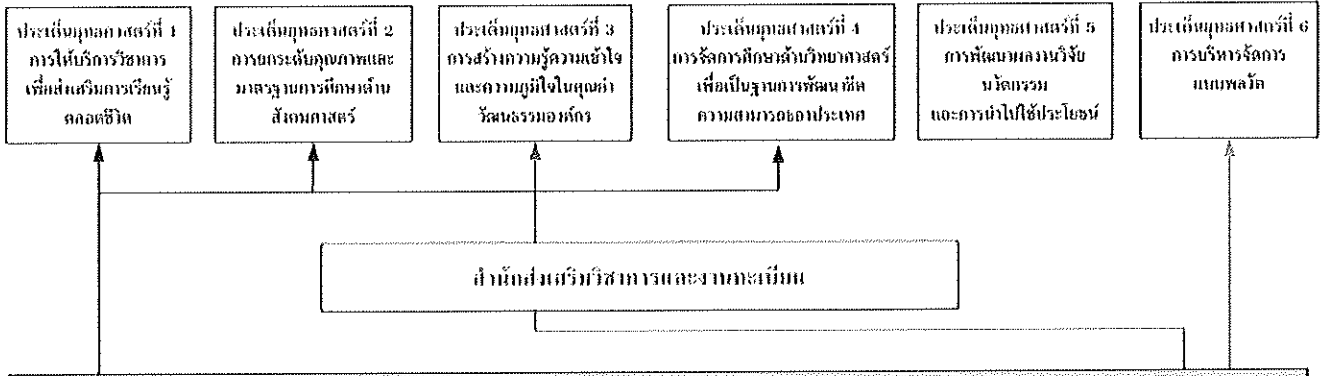 ประเด็นยุทธศาสตร์ที่ 1
การให้บริการวิชาการ
เพื่อส่งเสริมการเรียนรู้
ตลอดชีวิต
ประเด็นยุทธศาสตร์ที่ 2
การยกระดับคุณภาพและ
มาตรฐานการศึกษาด้าน
สังคมศาสตร์
ประเด็นยุทธศาสตร์ที่ 3
การสร้างความรู้ความเข้าใจ
และความภูมิใจในคุณค่า
วัฒนธรรมองค์กร
ประเด็นยุทธศาสตร์ที่ 4
การจัดการศึกษาด้านวิทยาศาสตร์
เพื่อเป็นฐานการพัฒนาขีด
ความสามารถของประเทศ
ประเด็นยุทธศาสตร์ที่ 5
การพัฒนาผลงานวิจัย
นวัตกรรม
และการนำไปใช้ประโยชน์
ประเด็นยุทธศาสตร์ที่ 6
การบริหารจัดการ
แบบพลวัต
สำนักส่งเสริมวิชาการและงานทะเบียน